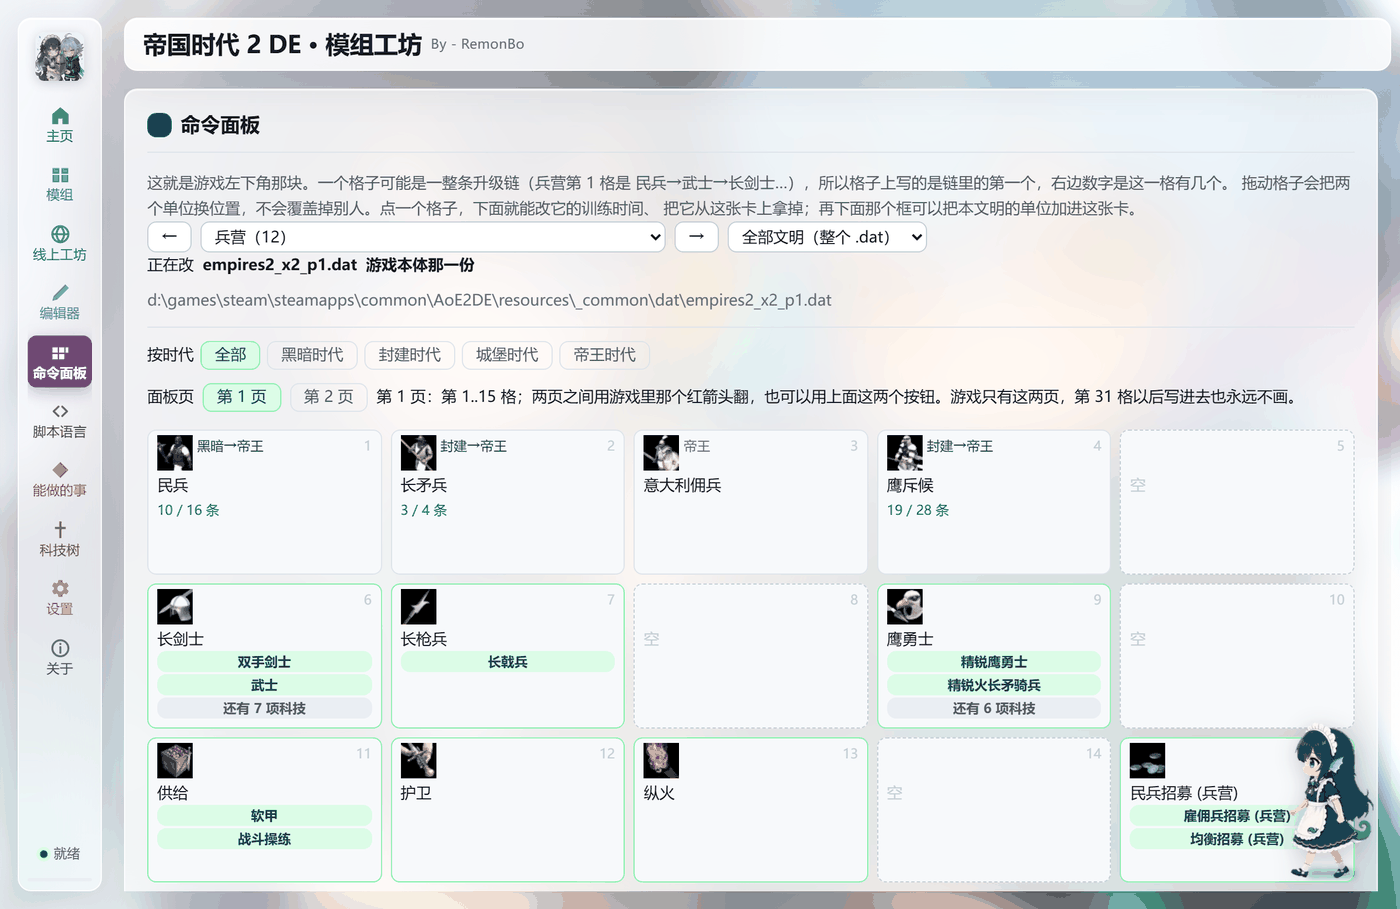 帝国时代 2 DE • 模组工坊 By - RemonBo
主页
模组
线上工坊
编辑器
命令面板
脚本语言
能做的事
科技树
设置
关于
就绪
命令面板
这就是游戏左下角那块。一个格子可能是一整条升级链（兵营第 1 格是 民兵→武士→长剑士...），所以格子上写的是链里的第一个，右边数字是这一格有几个。 拖动格子会把两
个单位换位置，不会覆盖掉别人。点一个格子，下面就能改它的训练时间、 把它从这张卡上拿掉；再下面那个框可以把本文明的单位加进这张卡。
← 兵营（12） → 全部文明（整个 .dat）
正在改 empires2_x2_p1.dat 游戏本体那一份
d:\games\steam\steamapps\common\AoE2DE\resources\_common\dat\empires2_x2_p1.dat
按时代 全部 黑暗时代 封建时代 城堡时代 帝王时代
面板页 第 1 页 第 2 页 第 1 页：第 1..15 格；两页之间用游戏里那个红箭头翻，也可以用上面这两个按钮。游戏只有这两页，第 31 格以后写进去也永远不画。
黑暗→帝王 1
民兵
10 / 16 条
封建→帝王 2
长矛兵
3 / 4 条
帝王 3
意大利佣兵
封建→帝王 4
鹰斥候
19 / 28 条
5
空
6
长剑士
双手剑士
武士
还有 7 项科技
7
长枪兵
长戟兵
8
空
9
鹰勇士
精锐鹰勇士
精锐火长矛骑兵
还有 6 项科技
10
空
11
供给
软甲
战斗操练
12
护卫
13
纵火
14
空
民兵招募 (兵营)
雇佣兵招募 (兵营)
均衡招募 (兵营)